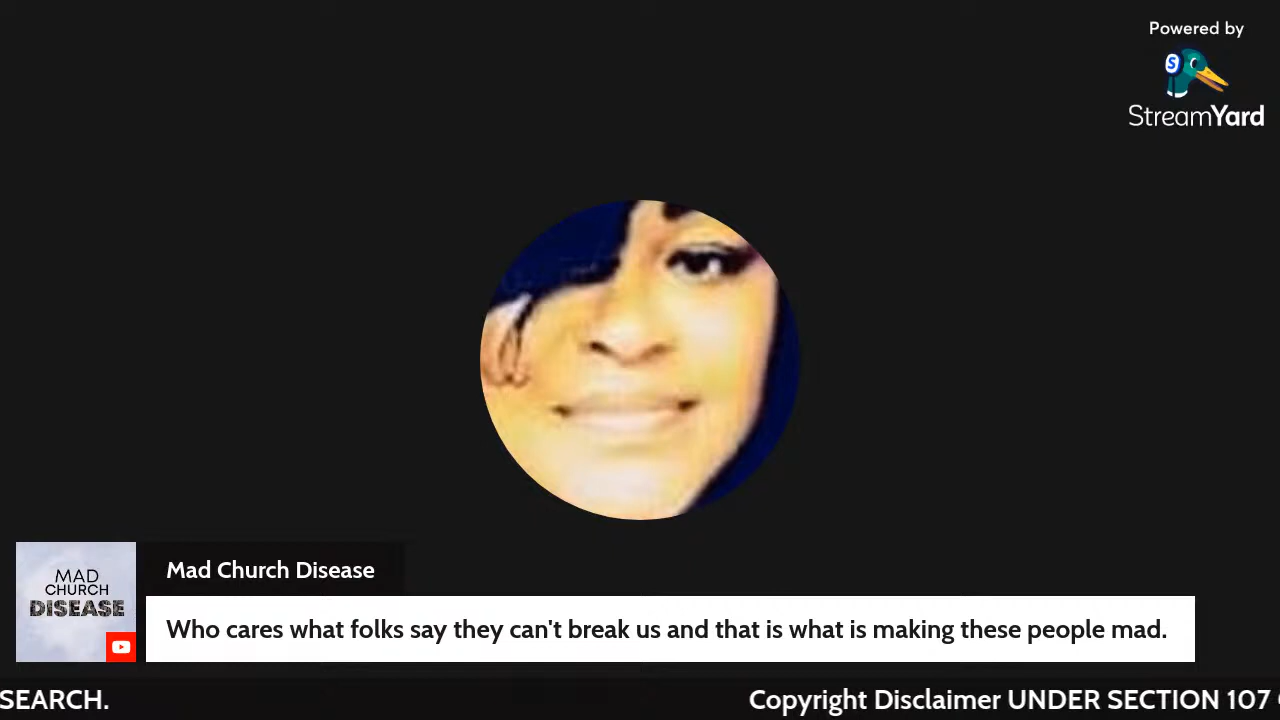 Powered by
S
StreamYard
MAD
CHURCH
DISEASE
Mad Church Disease
Who cares what folks say they can't break us and that is what is making these people mad.
SEARCH. Copyright Disclaimer UNDER SECTION 107